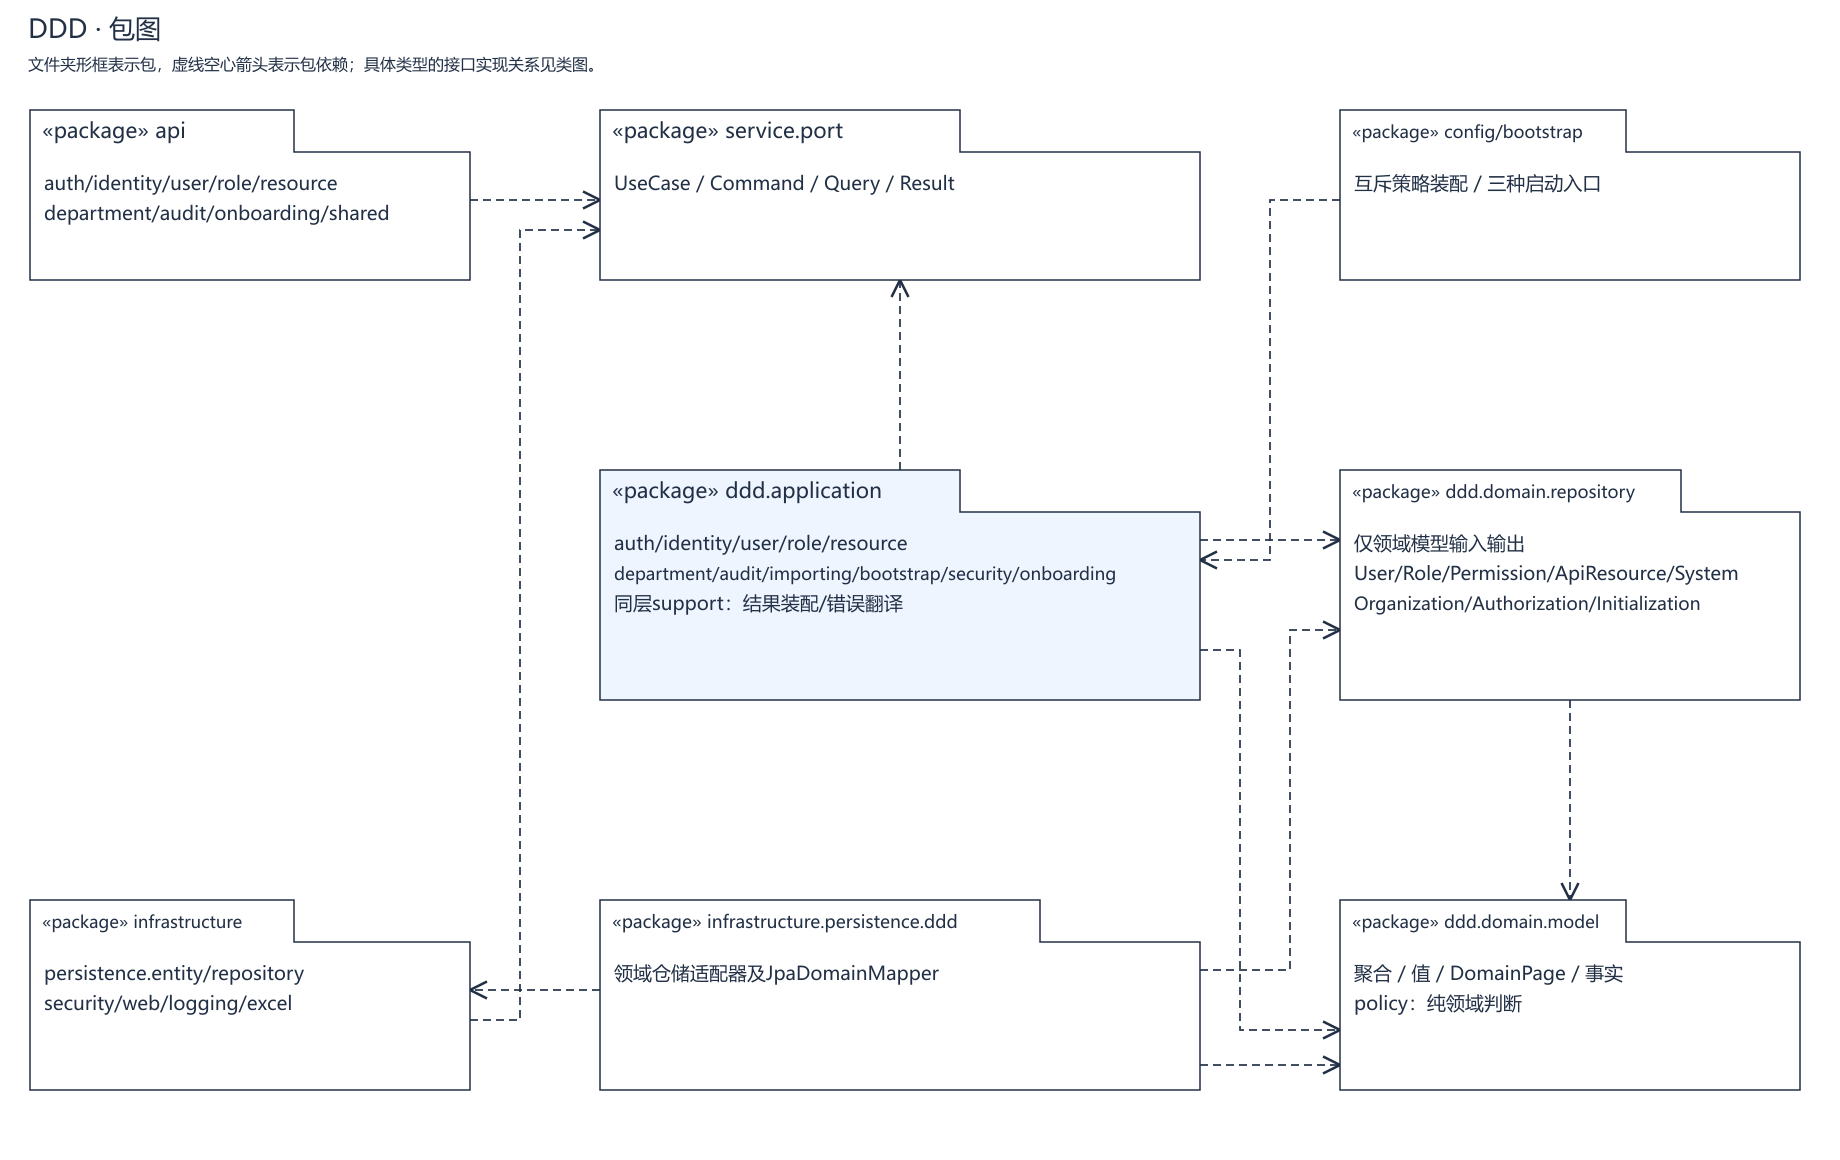 DDD · 包图
文件夹形框表示包，虚线空心箭头表示包依赖；具体类型的接口实现关系见类图。
«package» api
auth/identity/user/role/resource
department/audit/onboarding/shared
«package» service.port
UseCase / Command / Query / Result
«package» config/bootstrap
互斥策略装配 / 三种启动入口
«package» ddd.application
auth/identity/user/role/resource
department/audit/importing/bootstrap/security/onboarding
同层support：结果装配/错误翻译
«package» ddd.domain.repository
仅领域模型输入输出
User/Role/Permission/ApiResource/System
Organization/Authorization/Initialization
«package» infrastructure
persistence.entity/repository
security/web/logging/excel
«package» infrastructure.persistence.ddd
领域仓储适配器及JpaDomainMapper
«package» ddd.domain.model
聚合 / 值 / DomainPage / 事实
policy：纯领域判断